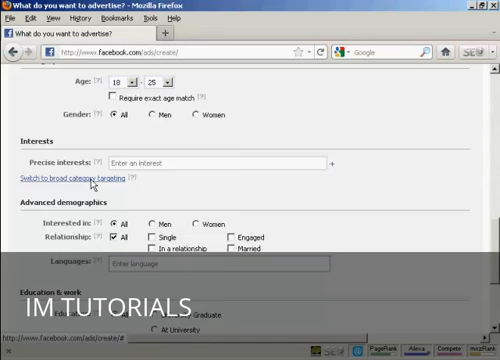 What do you want to advertise? - Mozilla Firefox
File Edit View History Bookmarks Tools Help
What do you want to advertise?
http://www.facebook.com/ads/create/
Google
Age: [?] 18 - 25
Require exact age match [?]
Gender: [?] All Men Women
Interests
Precise interests: [?] Enter an interest +
Switch to broad category targeting [?]
Advanced demographics
Interested in: [?] All Men Women
Relationship: [?] All Single Engaged
In a relationship Married
Languages: [?] Enter language
Education & work
IM TUTORIALS
University Graduate
At University
http://www.facebook.com/ads/create/#
PageRank Alexa Compete